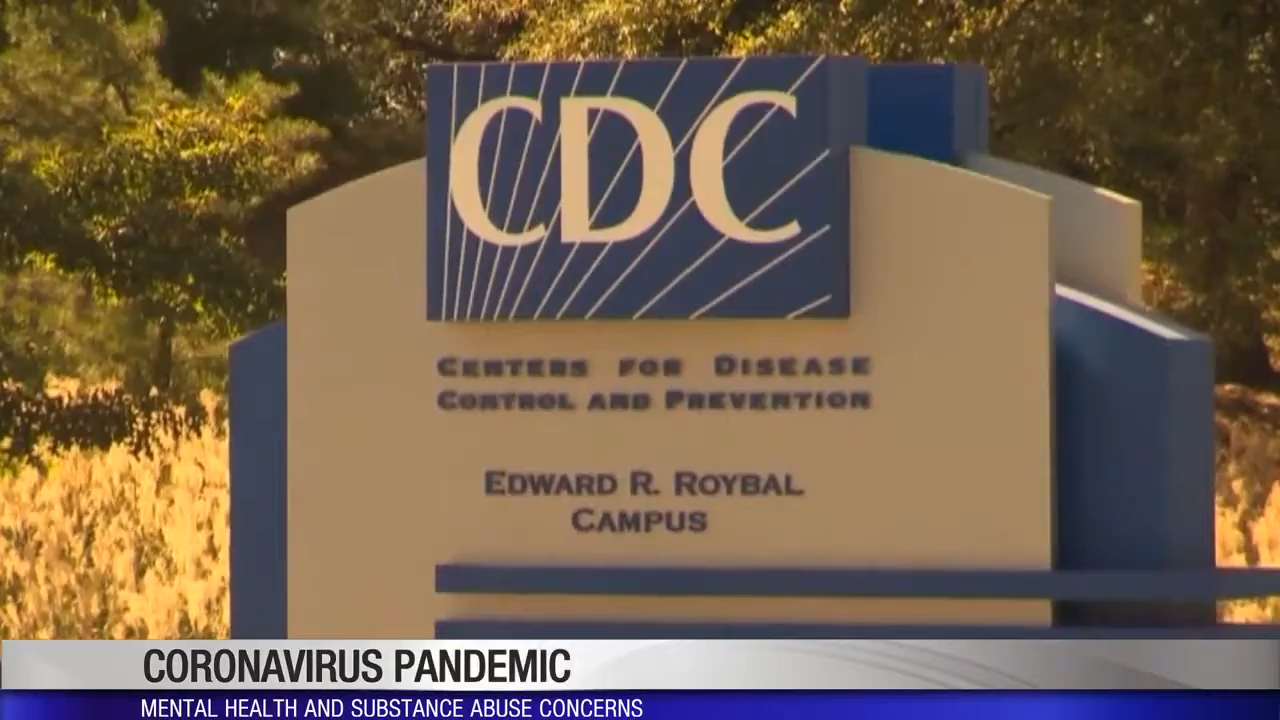 CDC
CENTERS FOR DISEASE
CONTROL AND PREVENTION
EDWARD R. ROYBAL
CAMPUS
CORONAVIRUS PANDEMIC
MENTAL HEALTH AND SUBSTANCE ABUSE CONCERNS